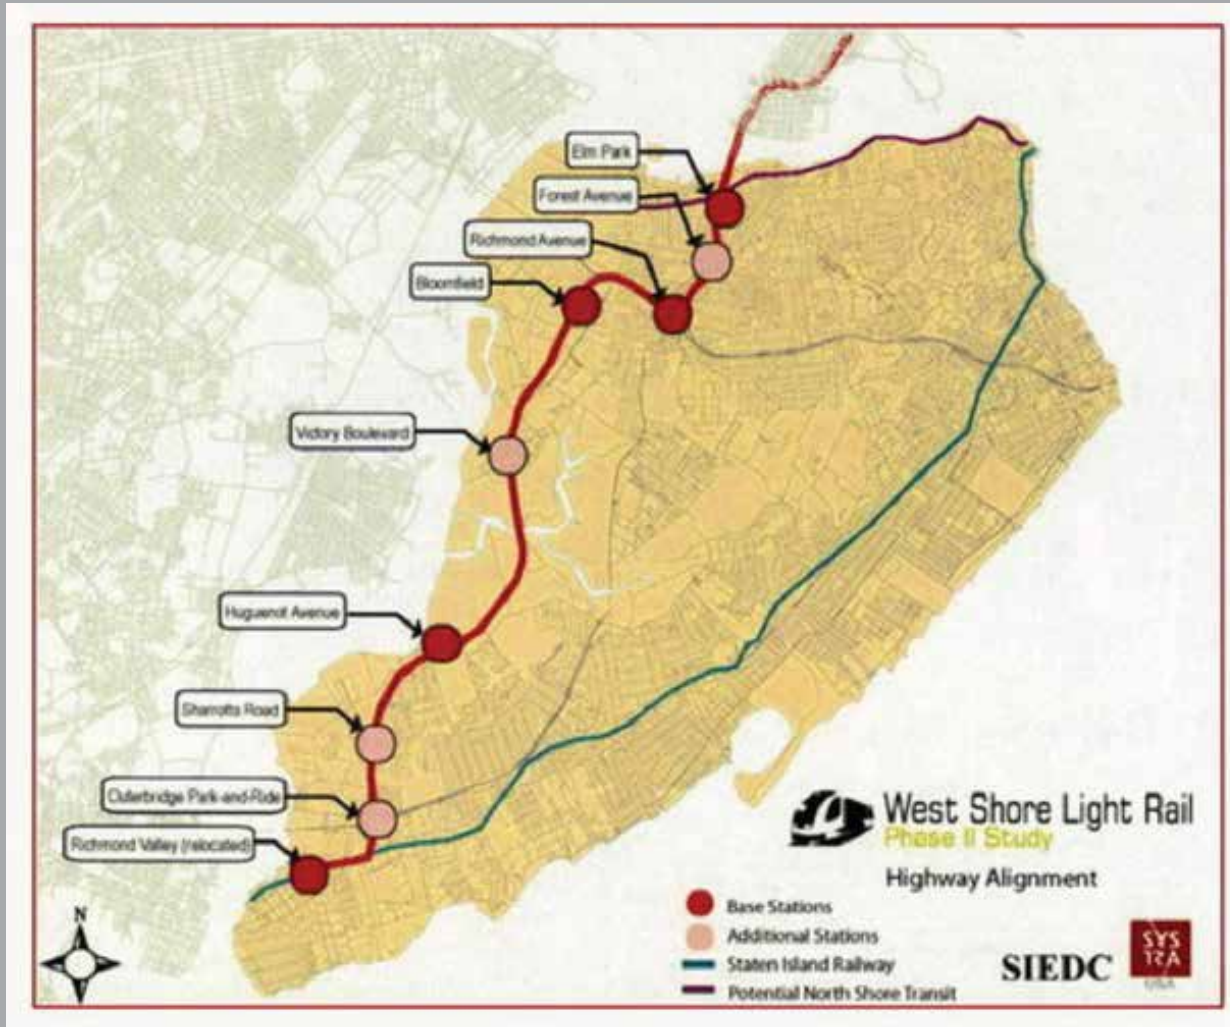 Elm Park
Forest Avenue
Richmond Avenue
Bloomfield
Victory Boulevard
Huguenot Avenue
Sharrotts Road
Outerbridge Park-and-Ride
Richmond Valley (relocated)
N
West Shore Light Rail
Phase II Study
Highway Alignment
Base Stations
Additional Stations
Staten Island Railway
Potential North Shore Transit
SIEDC
SYS
TRA
USA